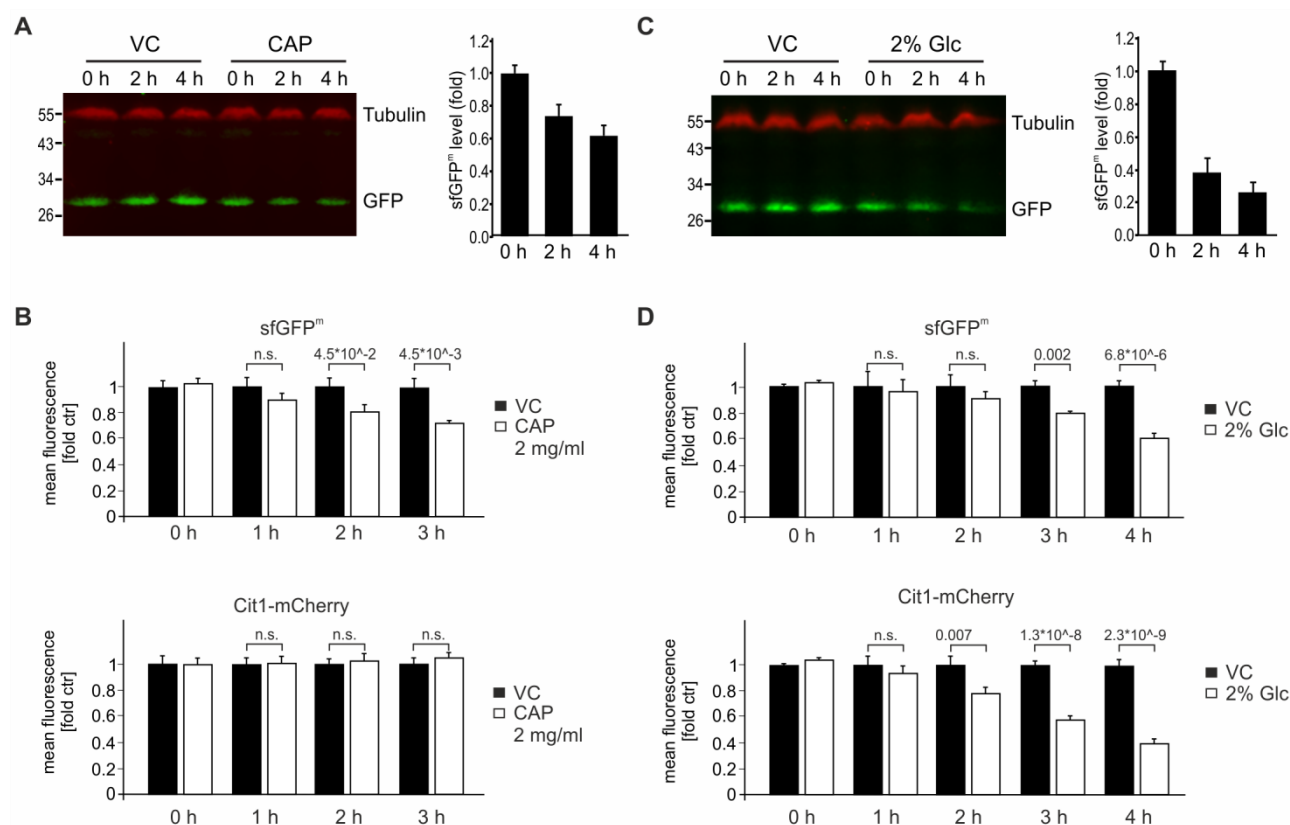 A
VC CAP
0 h 2 h 4 h 0 h 2 h 4 h
55
43
34
26
Tubulin
GFP
sfGFPᵐ level (fold)
1.2
1.0
0.8
0.6
0.4
0.2
0.0
0 h 2 h 4 h
C
VC 2% Glc
0 h 2 h 4 h 0 h 2 h 4 h
55
43
34
26
Tubulin
GFP
sfGFPᵐ level (fold)
1.2
1.0
0.8
0.6
0.4
0.2
0.0
0 h 2 h 4 h
B
sfGFPᵐ
mean fluorescence
[fold ctr]
1
0.8
0.6
0.4
0.2
0
n.s. 4.5*10^-2 4.5*10^-3
0 h 1 h 2 h 3 h
VC
CAP
2 mg/ml
Cit1-mCherry
mean fluorescence
[fold ctr]
1
0.8
0.6
0.4
0.2
0
n.s. n.s. n.s.
0 h 1 h 2 h 3 h
VC
CAP
2 mg/ml
D
sfGFPᵐ
mean fluorescence
[fold ctr]
1
0.8
0.6
0.4
0.2
0
n.s. n.s. 0.002 6.8*10^-6
0 h 1 h 2 h 3 h 4 h
VC
2% Glc
Cit1-mCherry
mean fluorescence
[fold ctr]
1
0.8
0.6
0.4
0.2
0
n.s. 0.007 1.3*10^-8 2.3*10^-9
0 h 1 h 2 h 3 h 4 h
VC
2% Glc